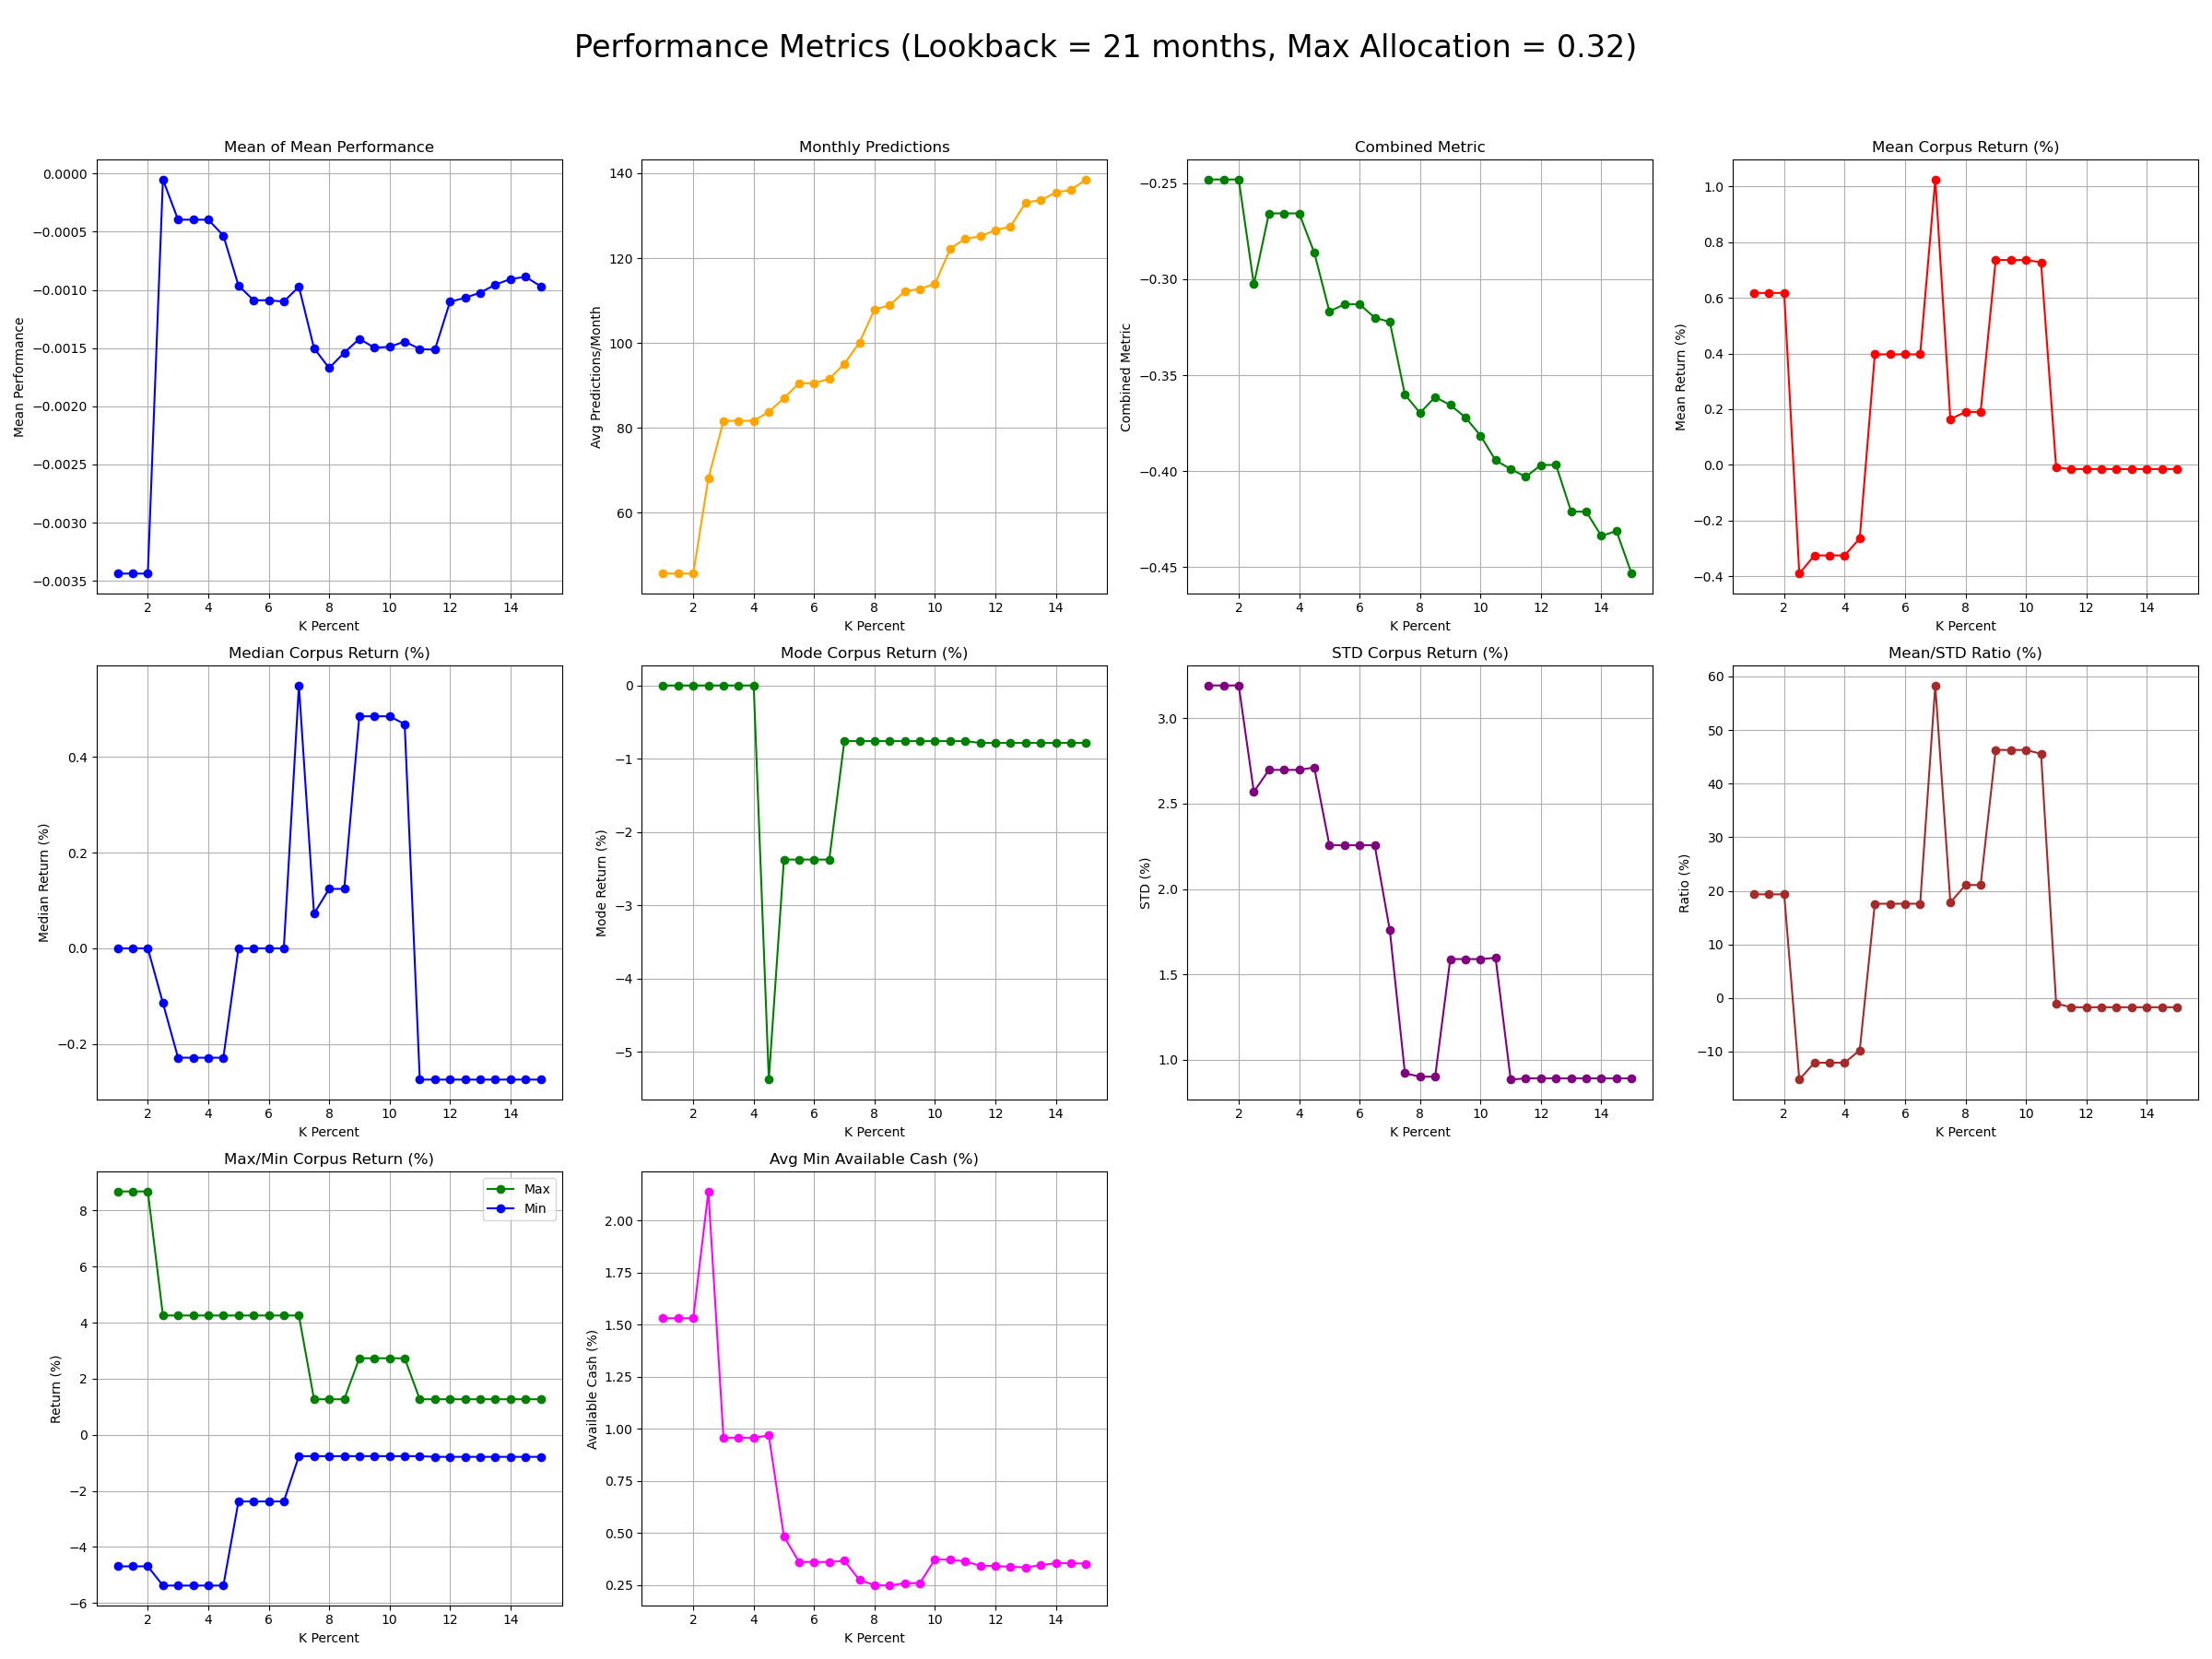 Performance Metrics (Lookback = 21 months, Max Allocation = 0.32)
Mean of Mean Performance
Mean Performance
0.0000
−0.0005
−0.0010
−0.0015
−0.0020
−0.0025
−0.0030
−0.0035
2 4 6 8 10 12 14
K Percent
Monthly Predictions
Avg Predictions/Month
140
120
100
80
60
2 4 6 8 10 12 14
K Percent
Combined Metric
Combined Metric
−0.25
−0.30
−0.35
−0.40
−0.45
2 4 6 8 10 12 14
K Percent
Mean Corpus Return (%)
Mean Return (%)
1.0
0.8
0.6
0.4
0.2
0.0
−0.2
−0.4
2 4 6 8 10 12 14
K Percent
Median Corpus Return (%)
Median Return (%)
0.4
0.2
0.0
−0.2
2 4 6 8 10 12 14
K Percent
Mode Corpus Return (%)
Mode Return (%)
0
−1
−2
−3
−4
−5
2 4 6 8 10 12 14
K Percent
STD Corpus Return (%)
STD (%)
3.0
2.5
2.0
1.5
1.0
2 4 6 8 10 12 14
K Percent
Mean/STD Ratio (%)
Ratio (%)
60
50
40
30
20
10
0
−10
2 4 6 8 10 12 14
K Percent
Max/Min Corpus Return (%)
Return (%)
8
6
4
2
0
−2
−4
−6
Max
Min
2 4 6 8 10 12 14
K Percent
Avg Min Available Cash (%)
Available Cash (%)
2.00
1.75
1.50
1.25
1.00
0.75
0.50
0.25
2 4 6 8 10 12 14
K Percent